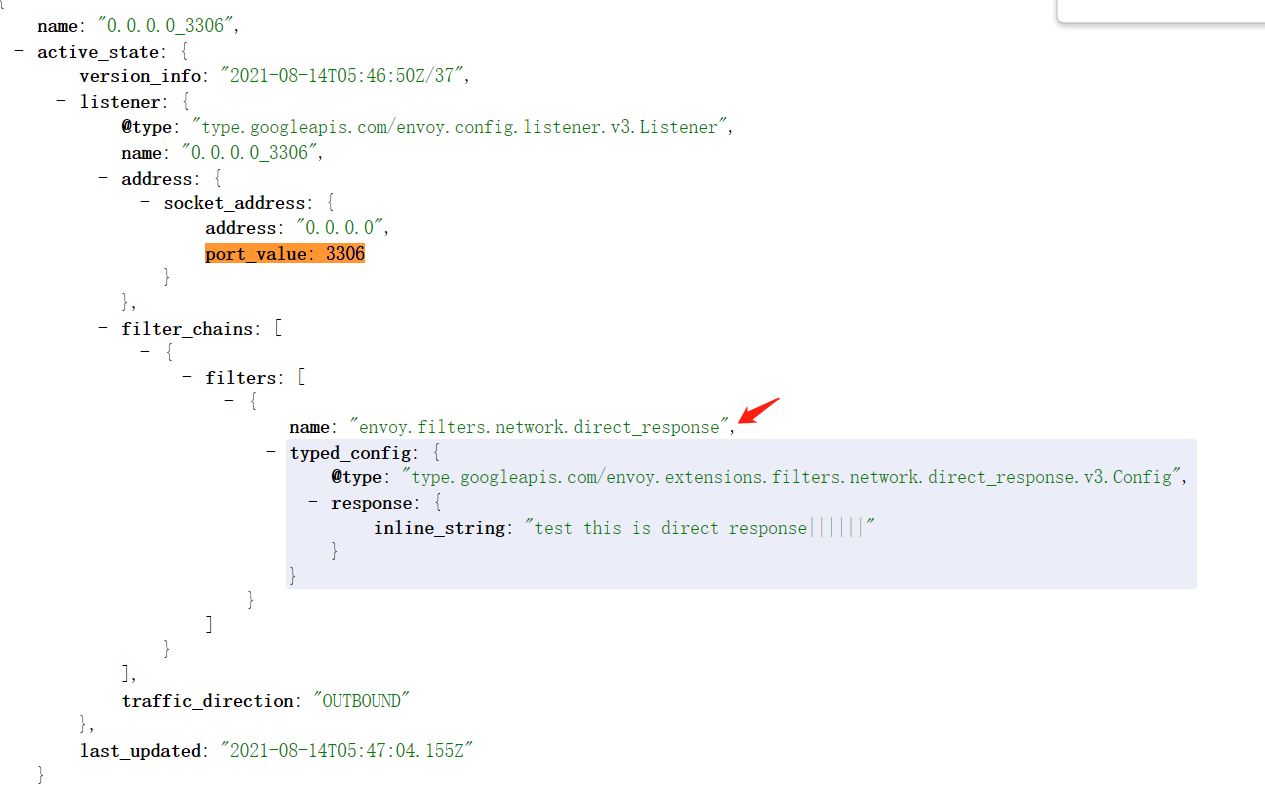 {
name: "0.0.0.0_3306",
- active_state: {
version_info: "2021-08-14T05:46:50Z/37",
- listener: {
@type: "type.googleapis.com/envoy.config.listener.v3.Listener",
name: "0.0.0.0_3306",
- address: {
- socket_address: {
address: "0.0.0.0",
port_value: 3306
}
},
- filter_chains: [
- {
- filters: [
- {
name: "envoy.filters.network.direct_response",
- typed_config: {
@type: "type.googleapis.com/envoy.extensions.filters.network.direct_response.v3.Config",
- response: {
inline_string: "test this is direct response||||||"
}
}
}
]
}
],
traffic_direction: "OUTBOUND"
},
last_updated: "2021-08-14T05:47:04.155Z"
}